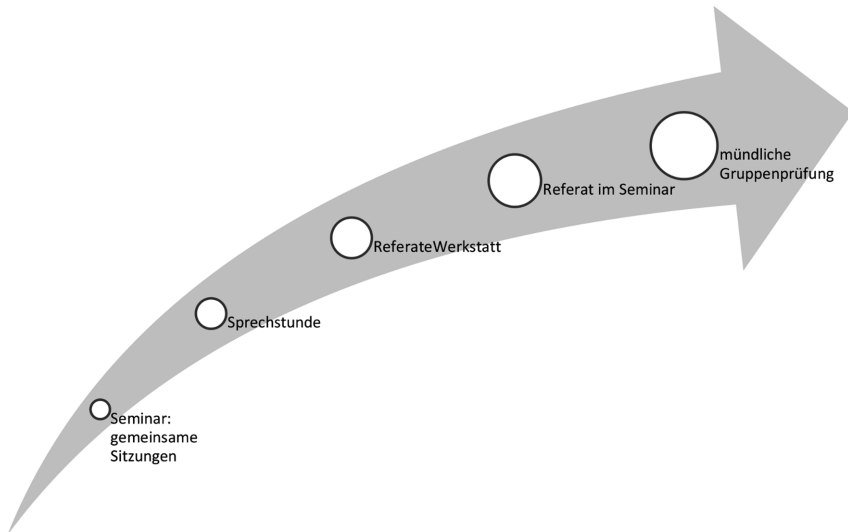 mündliche
Gruppenprüfung
Referat im Seminar
ReferateWerkstatt
Sprechstunde
Seminar:
gemeinsame
Sitzungen